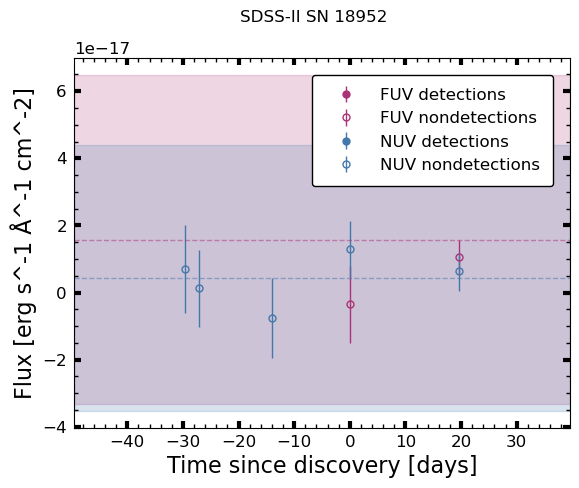 SDSS-II SN 18952
1e−17
FUV detections
FUV nondetections
NUV detections
NUV nondetections
6
4
2
0
−2
−4
Flux [erg s^-1 Å^-1 cm^-2]
−40 −30 −20 −10 0 10 20 30
Time since discovery [days]